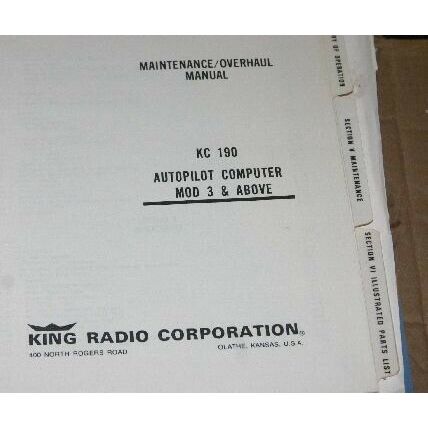 MAINTENANCE/OVERHAUL
MANUAL
KC 190
AUTOPILOT COMPUTER
MOD 3 & ABOVE
KING RADIO CORPORATION®
400 NORTH ROGERS ROAD
OLATHE, KANSAS, U.S.A.
OF OPERATION
SECTION V MAINTENANCE
SECTION VI ILLUSTRATED PARTS LIST